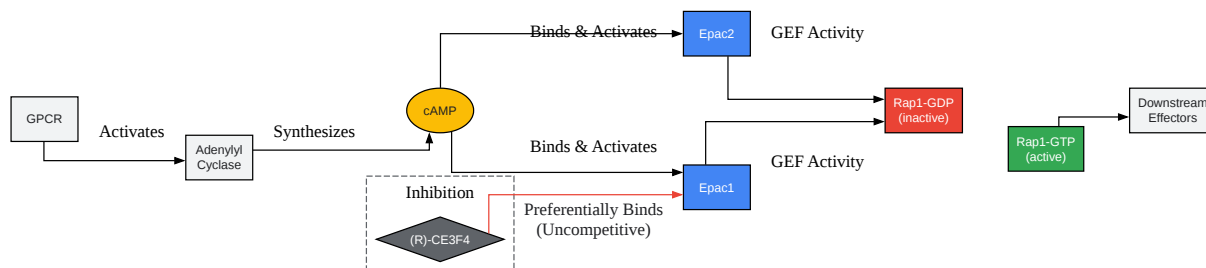 Binds & Activates
Epac2
GEF Activity
GPCR
Activates
Adenylyl
Cyclase
Synthesizes
cAMP
Rap1-GDP
(inactive)
Downstream
Effectors
Rap1-GTP
(active)
Binds & Activates
Epac1
GEF Activity
Inhibition
Preferentially Binds
(Uncompetitive)
(R)-CE3F4